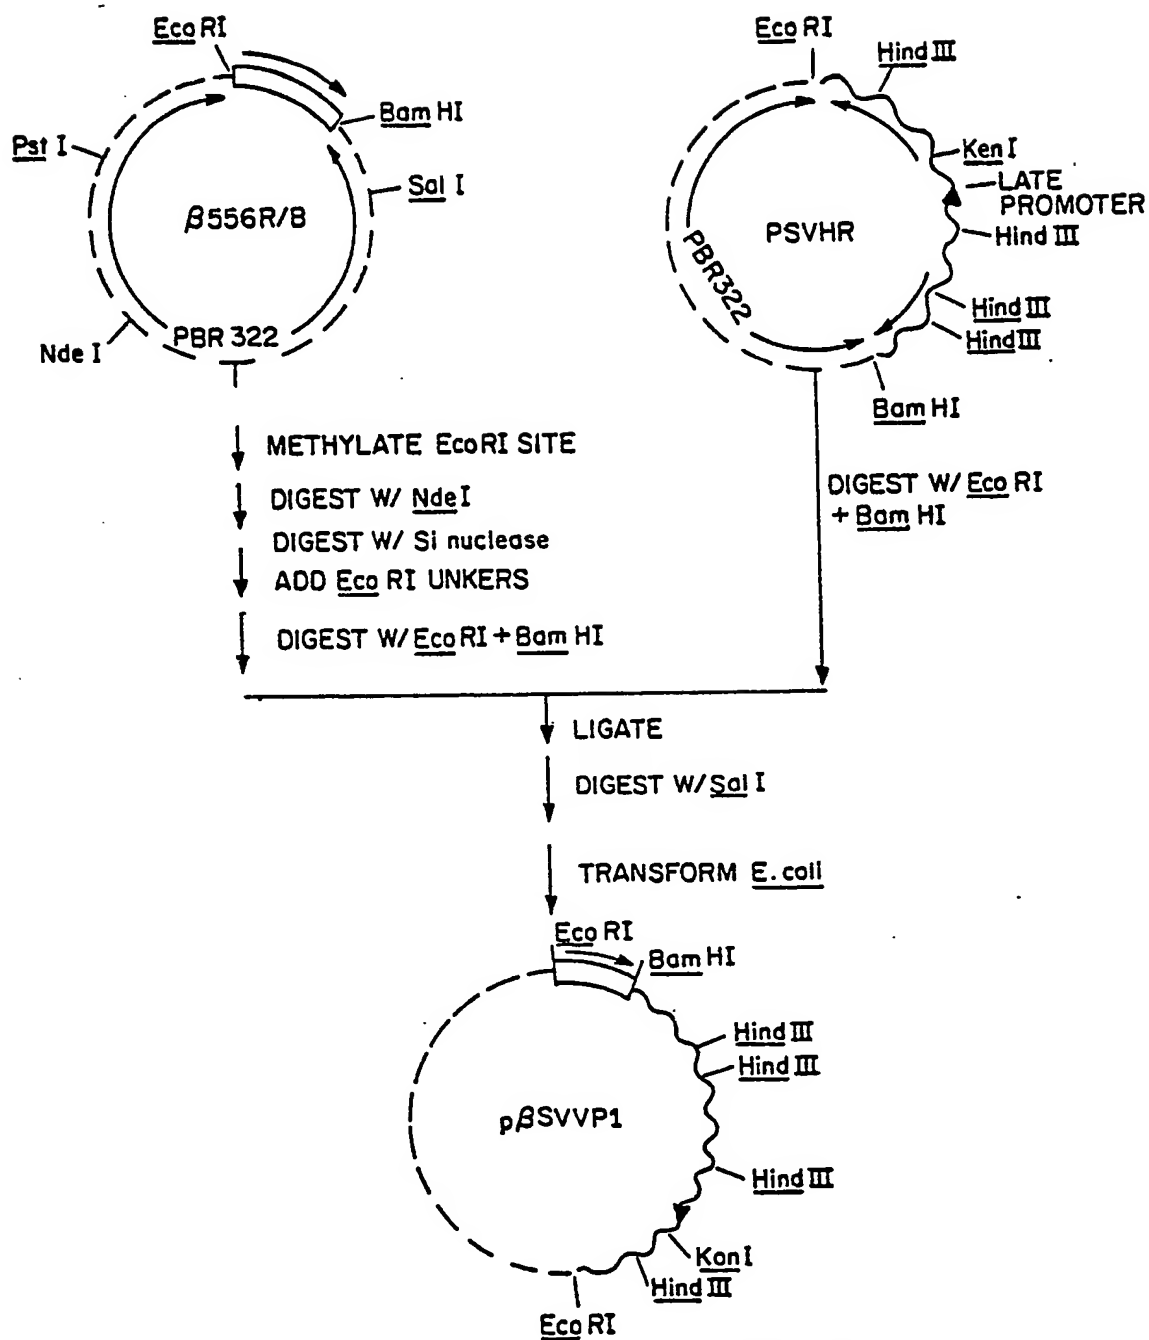 Eco RI
Bam HI
Pst I
Sal I
β556R/B
PBR 322
Nde I
METHYLATE EcoRI SITE
DIGEST W/ Nde I
DIGEST W/ Si nuclease
ADD Eco RI UNKERS
DIGEST W/ Eco RI + Bam HI
Eco RI
Hind III
Ken I
LATE
PROMOTER
PSVHR
Hind III
PBR322
Hind III
Hind III
Bam HI
DIGEST W/ Eco RI
+ Bam HI
LIGATE
DIGEST W/ Sal I
TRANSFORM E. coli
Eco RI
Bam HI
Hind III
Hind III
pβSVVP1
Hind III
Kon I
Hind III
Eco RI